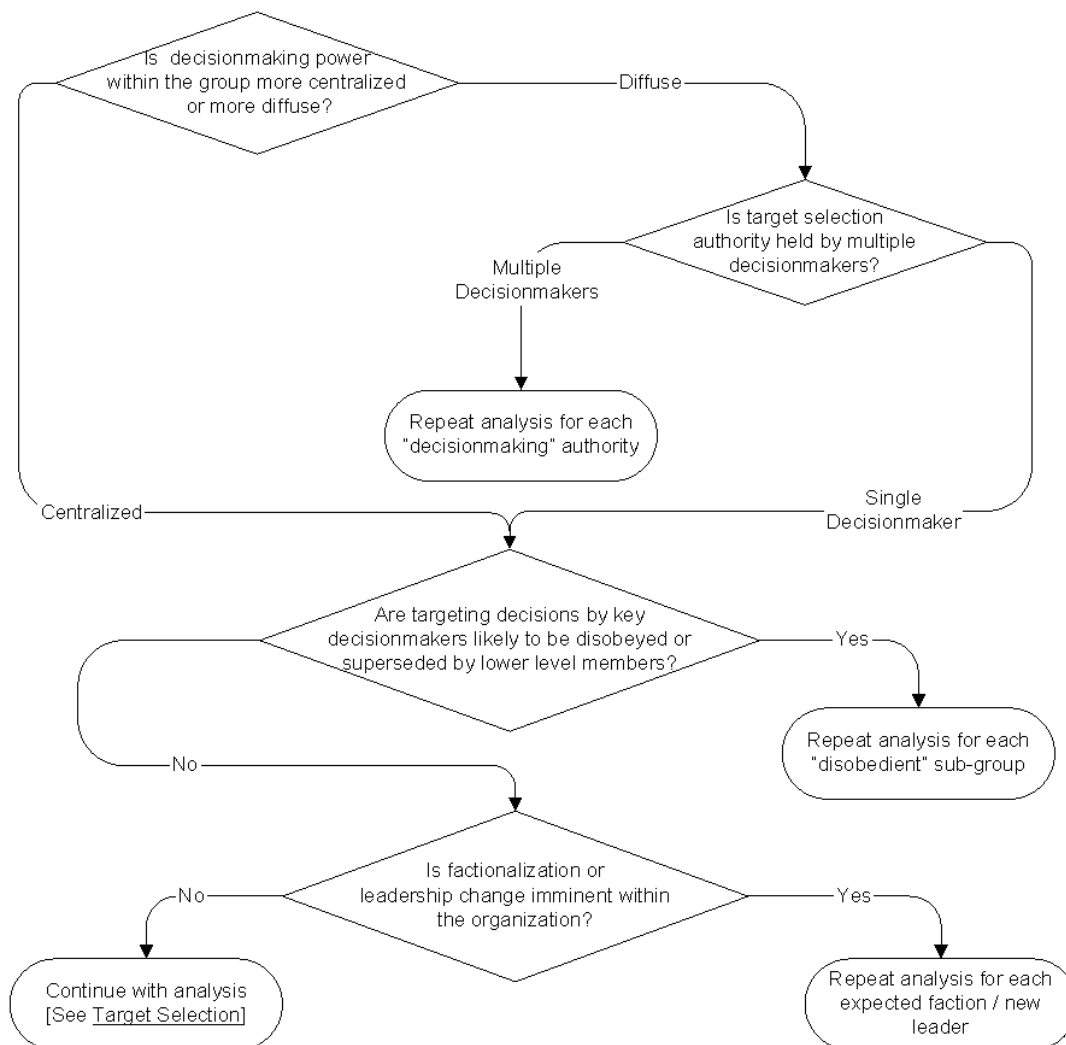 Is decisionmaking power
within the group more centralized
or more diffuse?
Diffuse
Is target selection
authority held by multiple
decisionmakers?
Multiple
Decisionmakers
Repeat analysis for each
"decisionmaking" authority
Centralized
Single
Decisionmaker
Are targeting decisions by key
decisionmakers likely to be disobeyed or
superseded by lower level members?
Yes
Repeat analysis for each
"disobedient" sub-group
No
Is factionalization or
leadership change imminent within
the organization?
No
Yes
Continue with analysis
[See Target Selection]
Repeat analysis for each
expected faction / new
leader